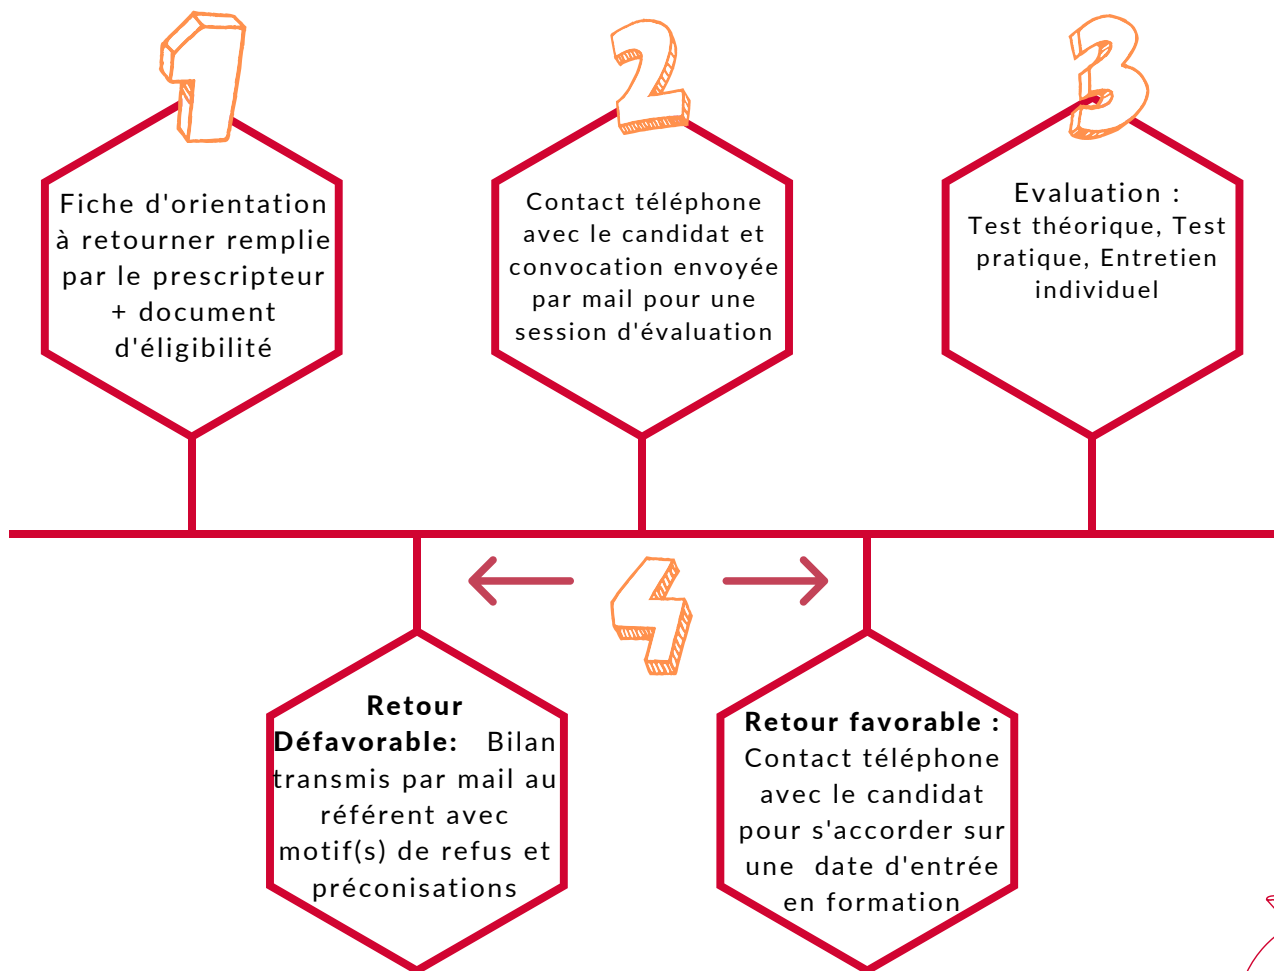 1
Fiche d'orientation
à retourner remplie
par le prescripteur
+ document
d'éligibilité
2
Contact téléphone
avec le candidat et
convocation envoyée
par mail pour une
session d'évaluation
3
Evaluation :
Test théorique, Test
pratique, Entretien
individuel
4
Retour
Défavorable: Bilan
transmis par mail au
référent avec
motif(s) de refus et
préconisations
Retour favorable :
Contact téléphone
avec le candidat
pour s'accorder sur
une date d'entrée
en formation